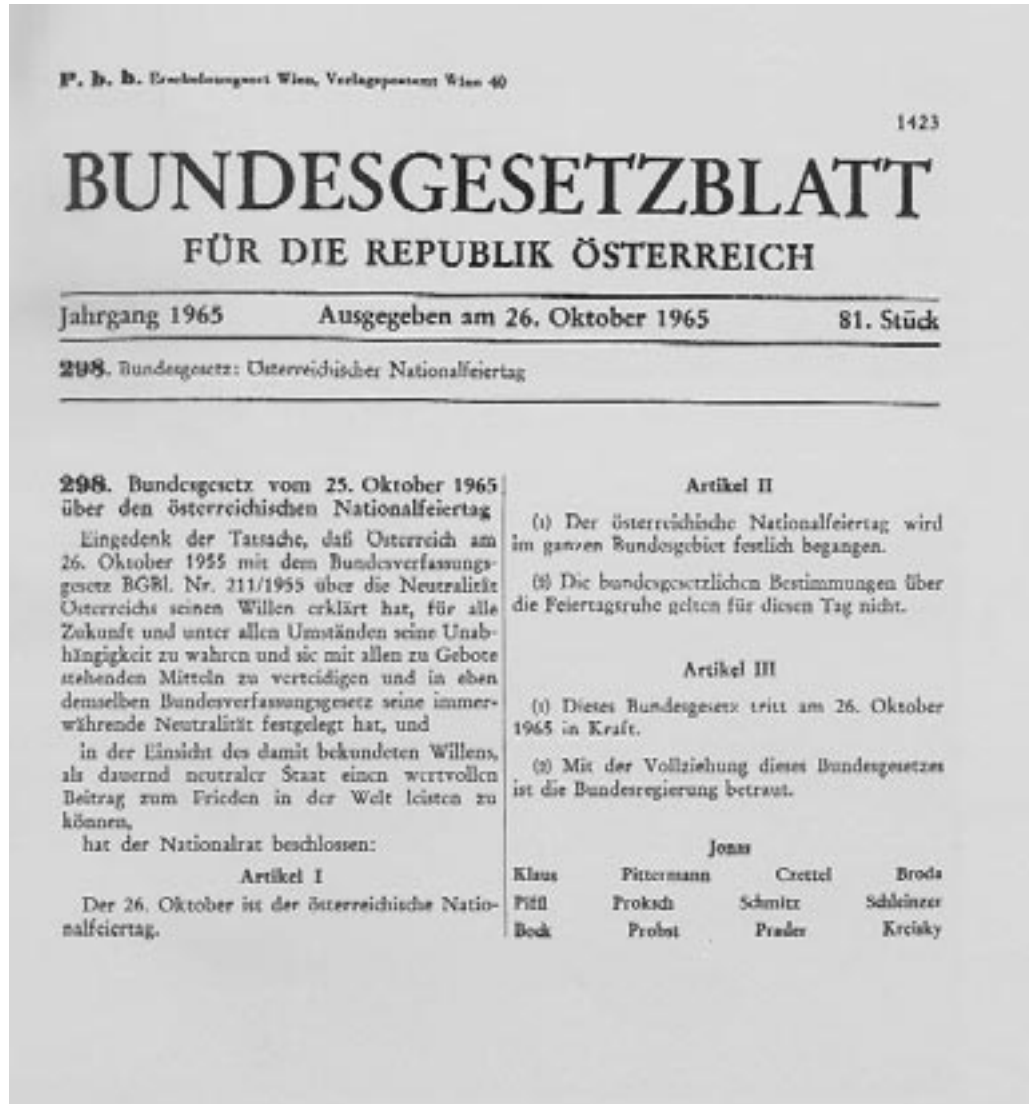 P. b. b. Erscheinungsort Wien, Verlagspostamt Wien 40
1423
BUNDESGESETZBLATT
FÜR DIE REPUBLIK ÖSTERREICH
Jahrgang 1965 Ausgegeben am 26. Oktober 1965 81. Stück
298. Bundesgesetz: Österreichischer Nationalfeiertag
298. Bundesgesetz vom 25. Oktober 1965
über den österreichischen Nationalfeiertag
Eingedenk der Tatsache, daß Österreich am
26. Oktober 1955 mit dem Bundesverfassungs-
gesetz BGBl. Nr. 211/1955 über die Neutralität
Österreichs seinen Willen erklärt hat, für alle
Zukunft und unter allen Umständen seine Unab-
hängigkeit zu wahren und sie mit allen zu Gebote
stehenden Mitteln zu verteidigen und in eben
demselben Bundesverfassungsgesetz seine immer-
währende Neutralität festgelegt hat, und
in der Einsicht des damit bekundeten Willens,
als dauernd neutraler Staat einen wertvollen
Beitrag zum Frieden in der Welt leisten zu
können,
hat der Nationalrat beschlossen:
Artikel I
Der 26. Oktober ist der österreichische Natio-
nalfeiertag.
Artikel II
(1) Der österreichische Nationalfeiertag wird
im ganzen Bundesgebiet festlich begangen.
(2) Die bundesgesetzlichen Bestimmungen über
die Feiertagsruhe gelten für diesen Tag nicht.
Artikel III
(1) Dieses Bundesgesetz tritt am 26. Oktober
1965 in Kraft.
(2) Mit der Vollziehung dieses Bundesgesetzes
ist die Bundesregierung betraut.
Jonas
Klaus Pittermann Czettel Broda
Piffl Proksch Schmitz Schleinzer
Bock Probst Prader Kreisky